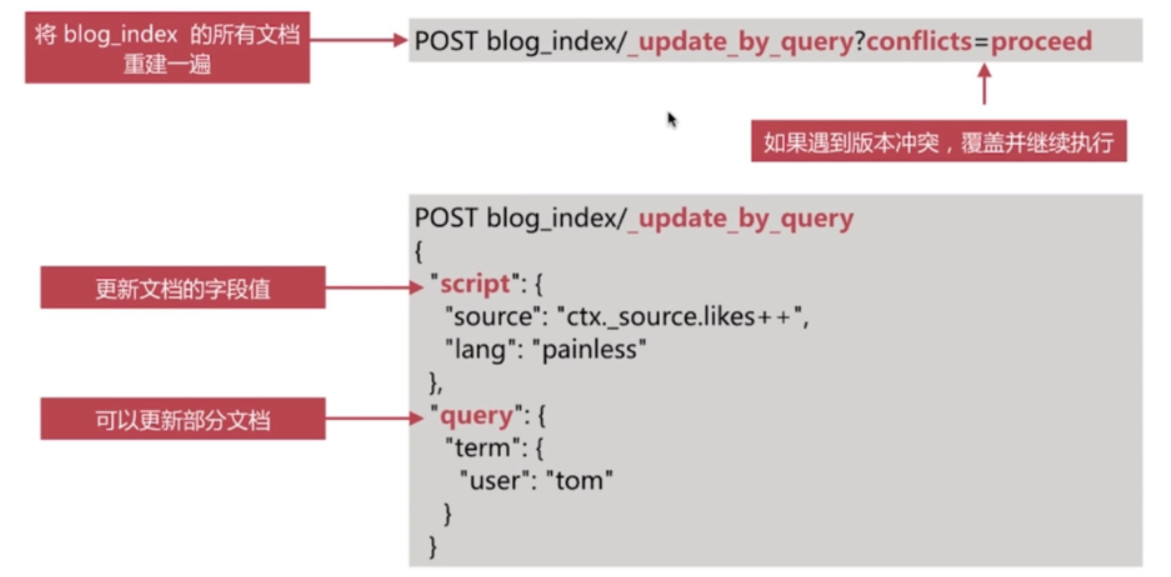 将 blog_index 的所有文档
重建一遍
POST blog_index/_update_by_query?conflicts=proceed
如果遇到版本冲突，覆盖并继续执行
POST blog_index/_update_by_query
{
更新文档的字段值
"script": {
"source": "ctx._source.likes++",
"lang": "painless"
},
可以更新部分文档
"query": {
"term": {
"user": "tom"
}
}